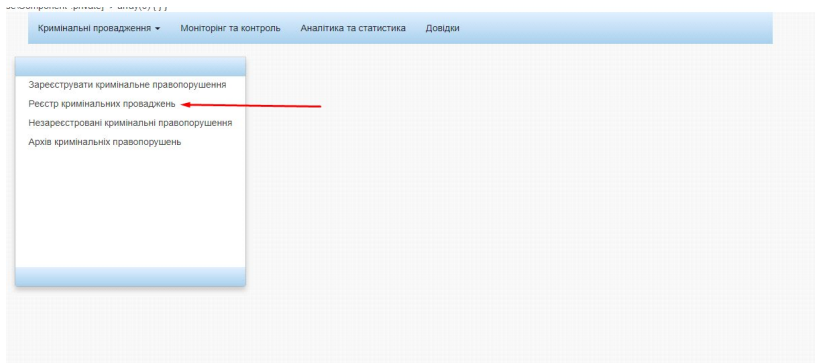 Кримінальні провадження Моніторінг та контроль Аналітика та статистика Довідки
Зареєструвати кримінальне правопорушення
Реєстр кримінальних проваджень
Незареєстровані кримінальні правопорушення
Архів кримінальніх правопорушень